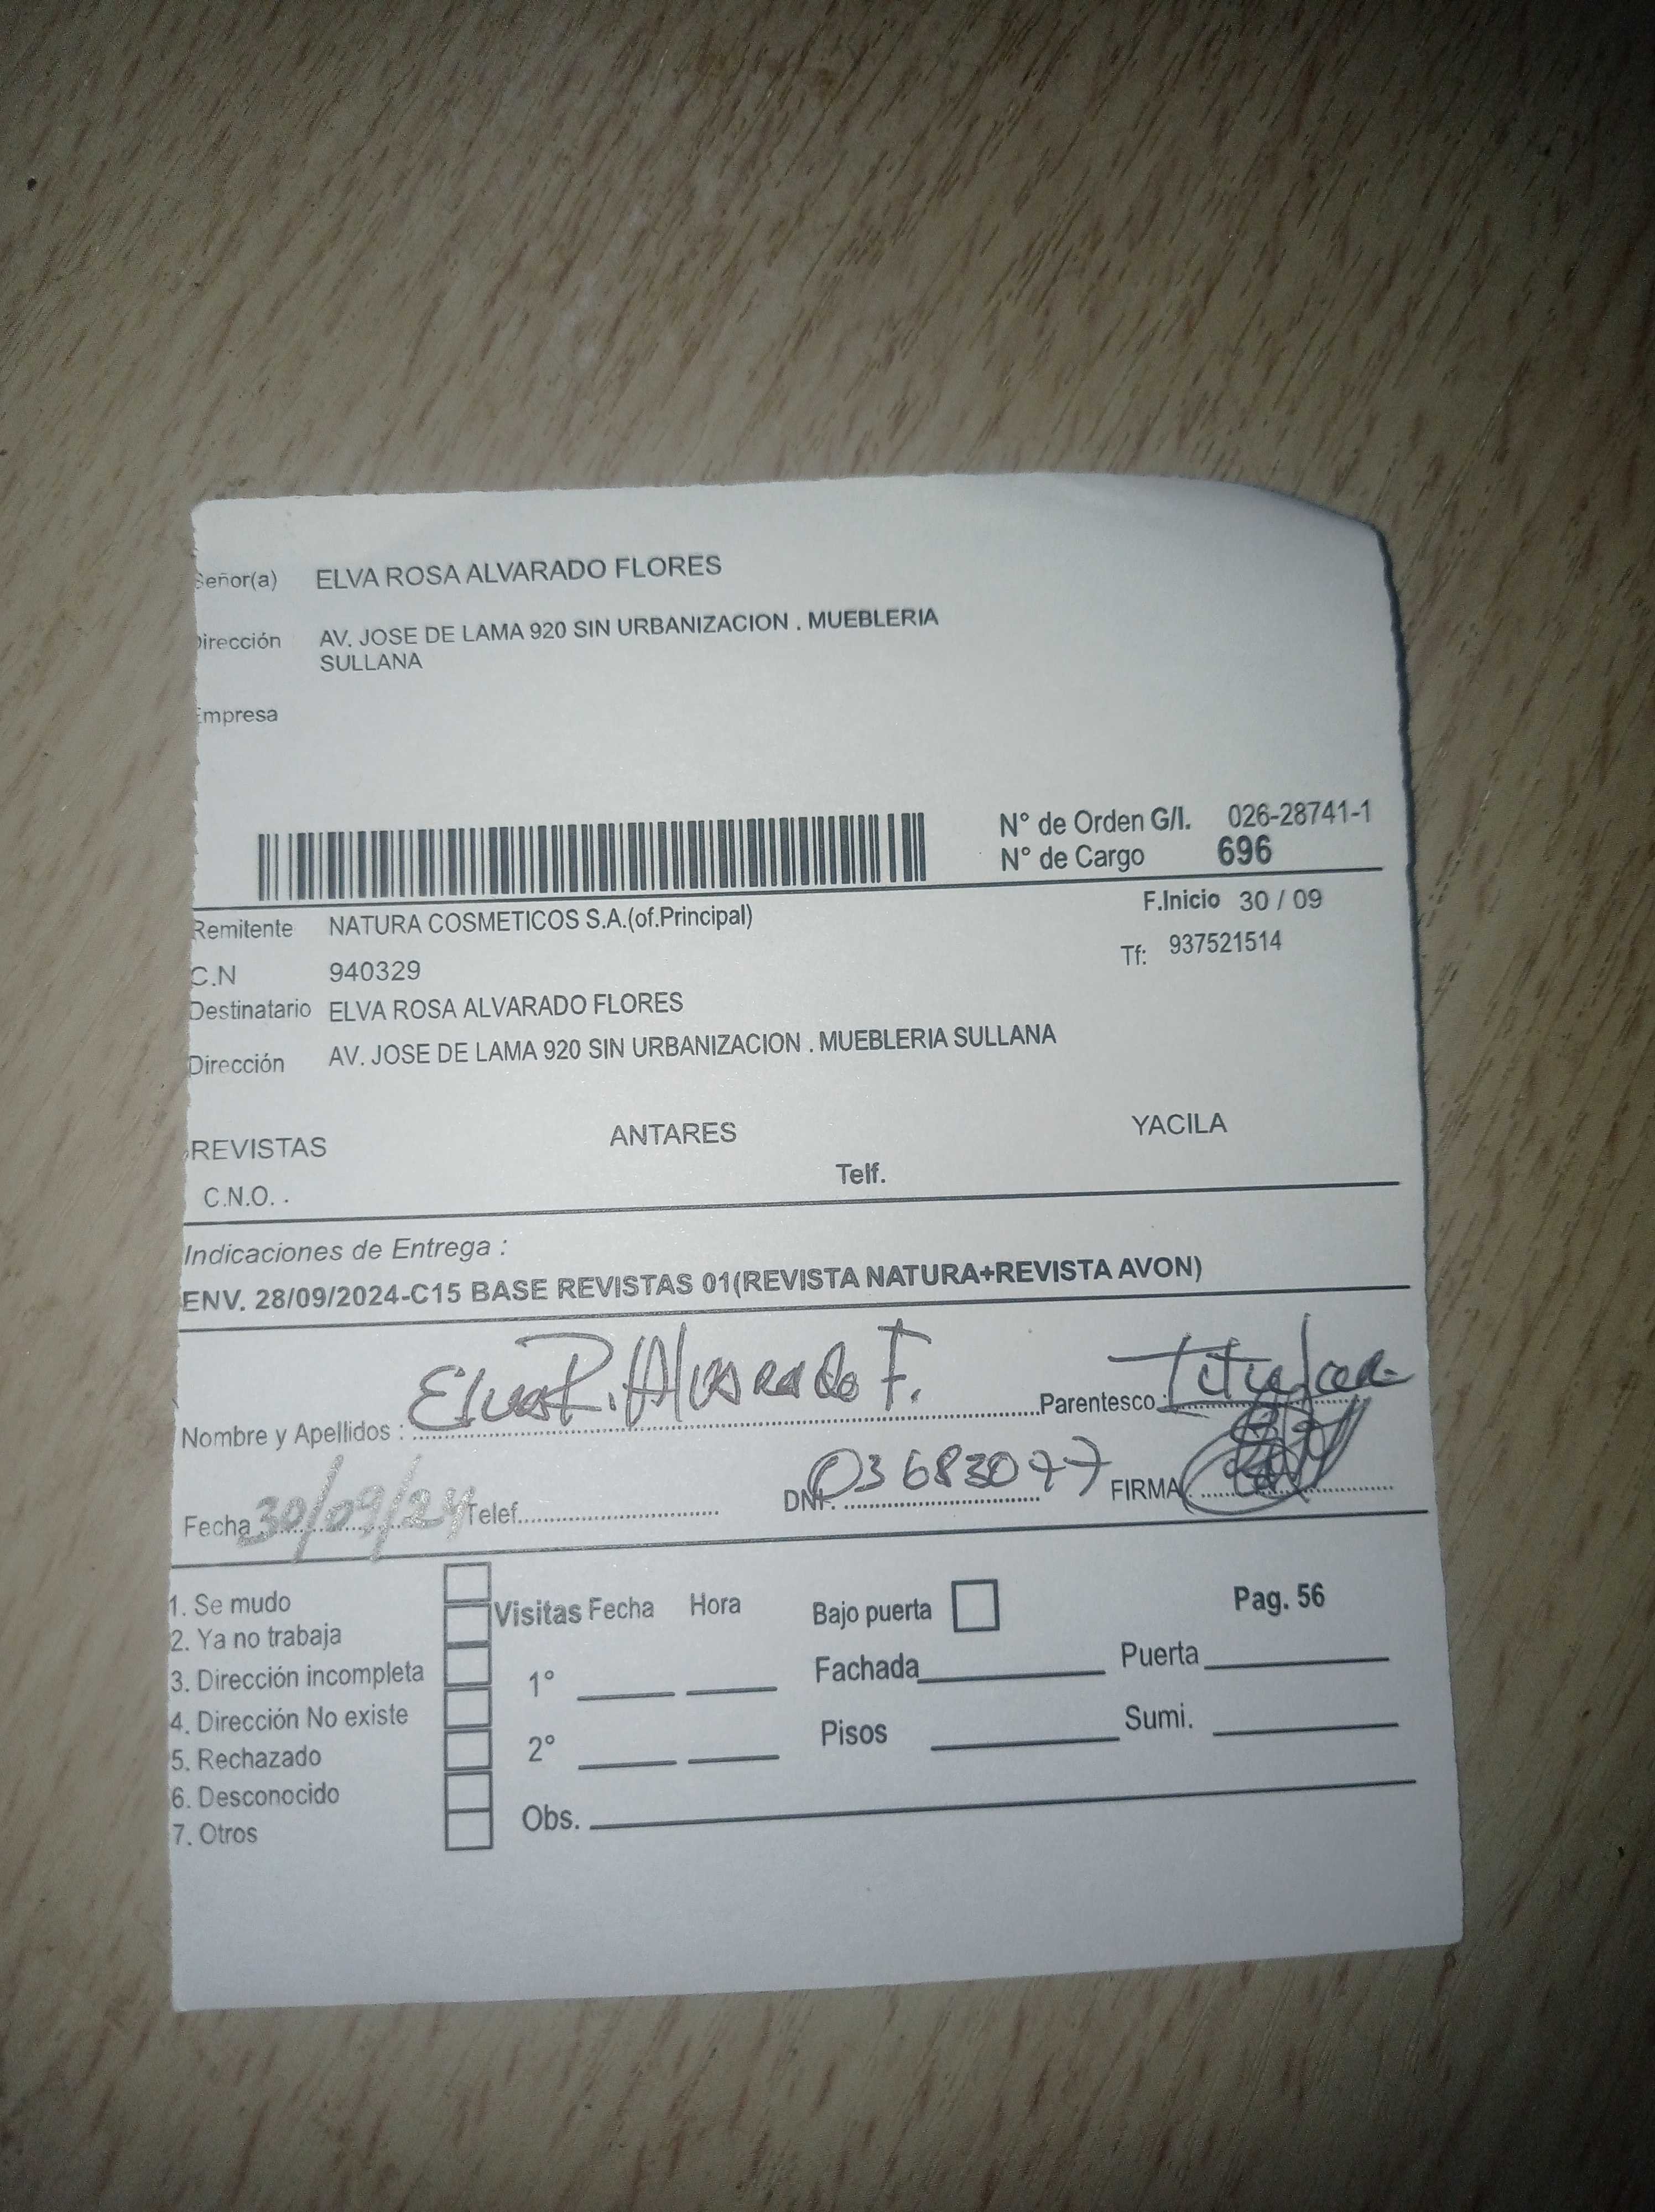 Señor(a) ELVA ROSA ALVARADO FLORES
Dirección AV. JOSE DE LAMA 920 SIN URBANIZACION . MUEBLERIA
SULLANA
Empresa
N° de Orden G/I. 026-28741-1
N° de Cargo 696
Remitente NATURA COSMETICOS S.A.(of.Principal) F.Inicio 30 / 09
C.N 940329 Tf: 937521514
Destinatario ELVA ROSA ALVARADO FLORES
Dirección AV. JOSE DE LAMA 920 SIN URBANIZACION . MUEBLERIA SULLANA
REVISTAS ANTARES YACILA
C.N.O. . Telf.
Indicaciones de Entrega :
ENV. 28/09/2024-C15 BASE REVISTAS 01(REVISTA NATURA+REVISTA AVON)
Nombre y Apellidos : Elva R. Alvarado F. Parentesco : Titular
Fecha 30/09/24 Telef. DNI. 03683077 FIRMA
1. Se mudo Visitas Fecha Hora Bajo puerta Pag. 56
2. Ya no trabaja
3. Dirección incompleta 1° Fachada Puerta
4. Dirección No existe
5. Rechazado 2° Pisos Sumi.
6. Desconocido
7. Otros Obs.